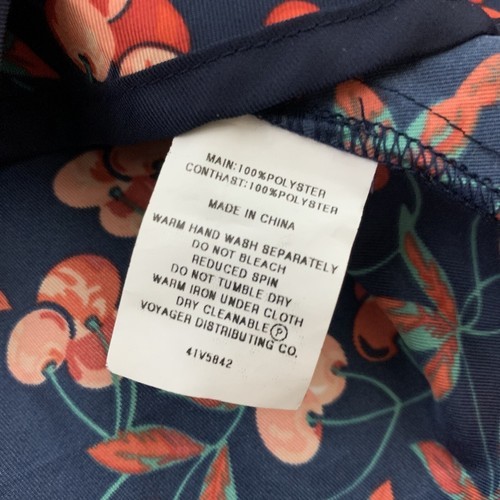 MAIN:100%POLYSTER
CONTRAST:100%POLYSTER
MADE IN CHINA
WARM HAND WASH SEPARATELY
DO NOT BLEACH
REDUCED SPIN
DO NOT TUMBLE DRY
WARM IRON UNDER CLOTH
DRY CLEANABLE Ⓟ
VOYAGER DISTRIBUTING CO.
41V5842